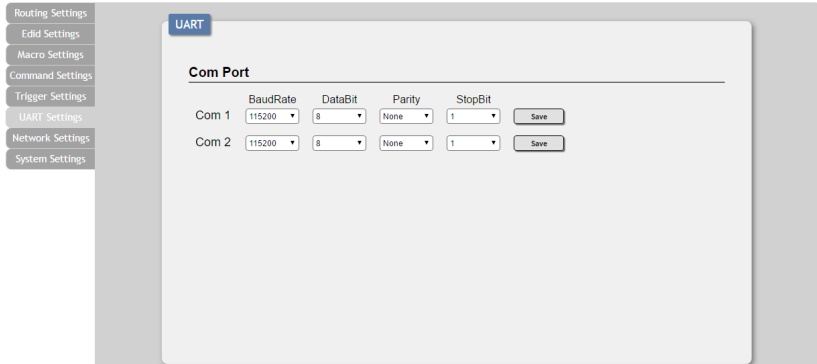 Routing Settings
Edid Settings
Macro Settings
Command Settings
Trigger Settings
UART Settings
Network Settings
System Settings
UART
Com Port
BaudRate DataBit Parity StopBit
Com 1 115200 8 None 1 Save
Com 2 115200 8 None 1 Save